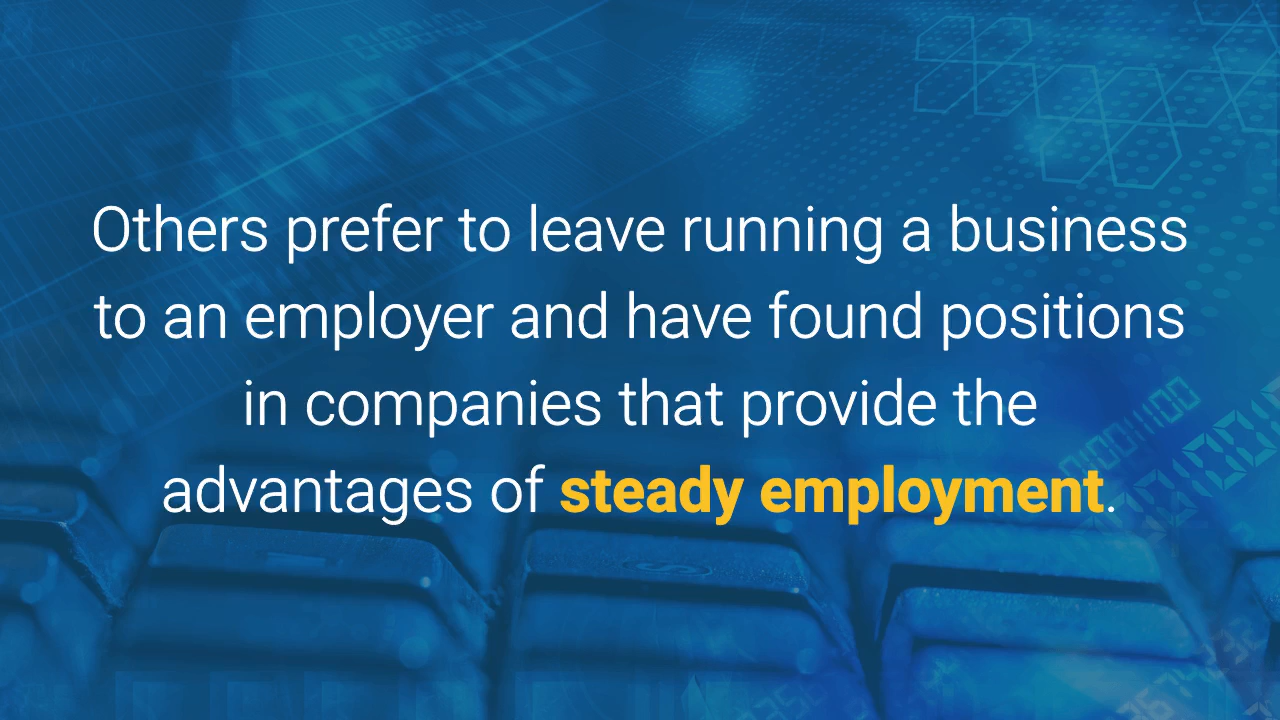 Others prefer to leave running a business
to an employer and have found positions
in companies that provide the
advantages of steady employment.